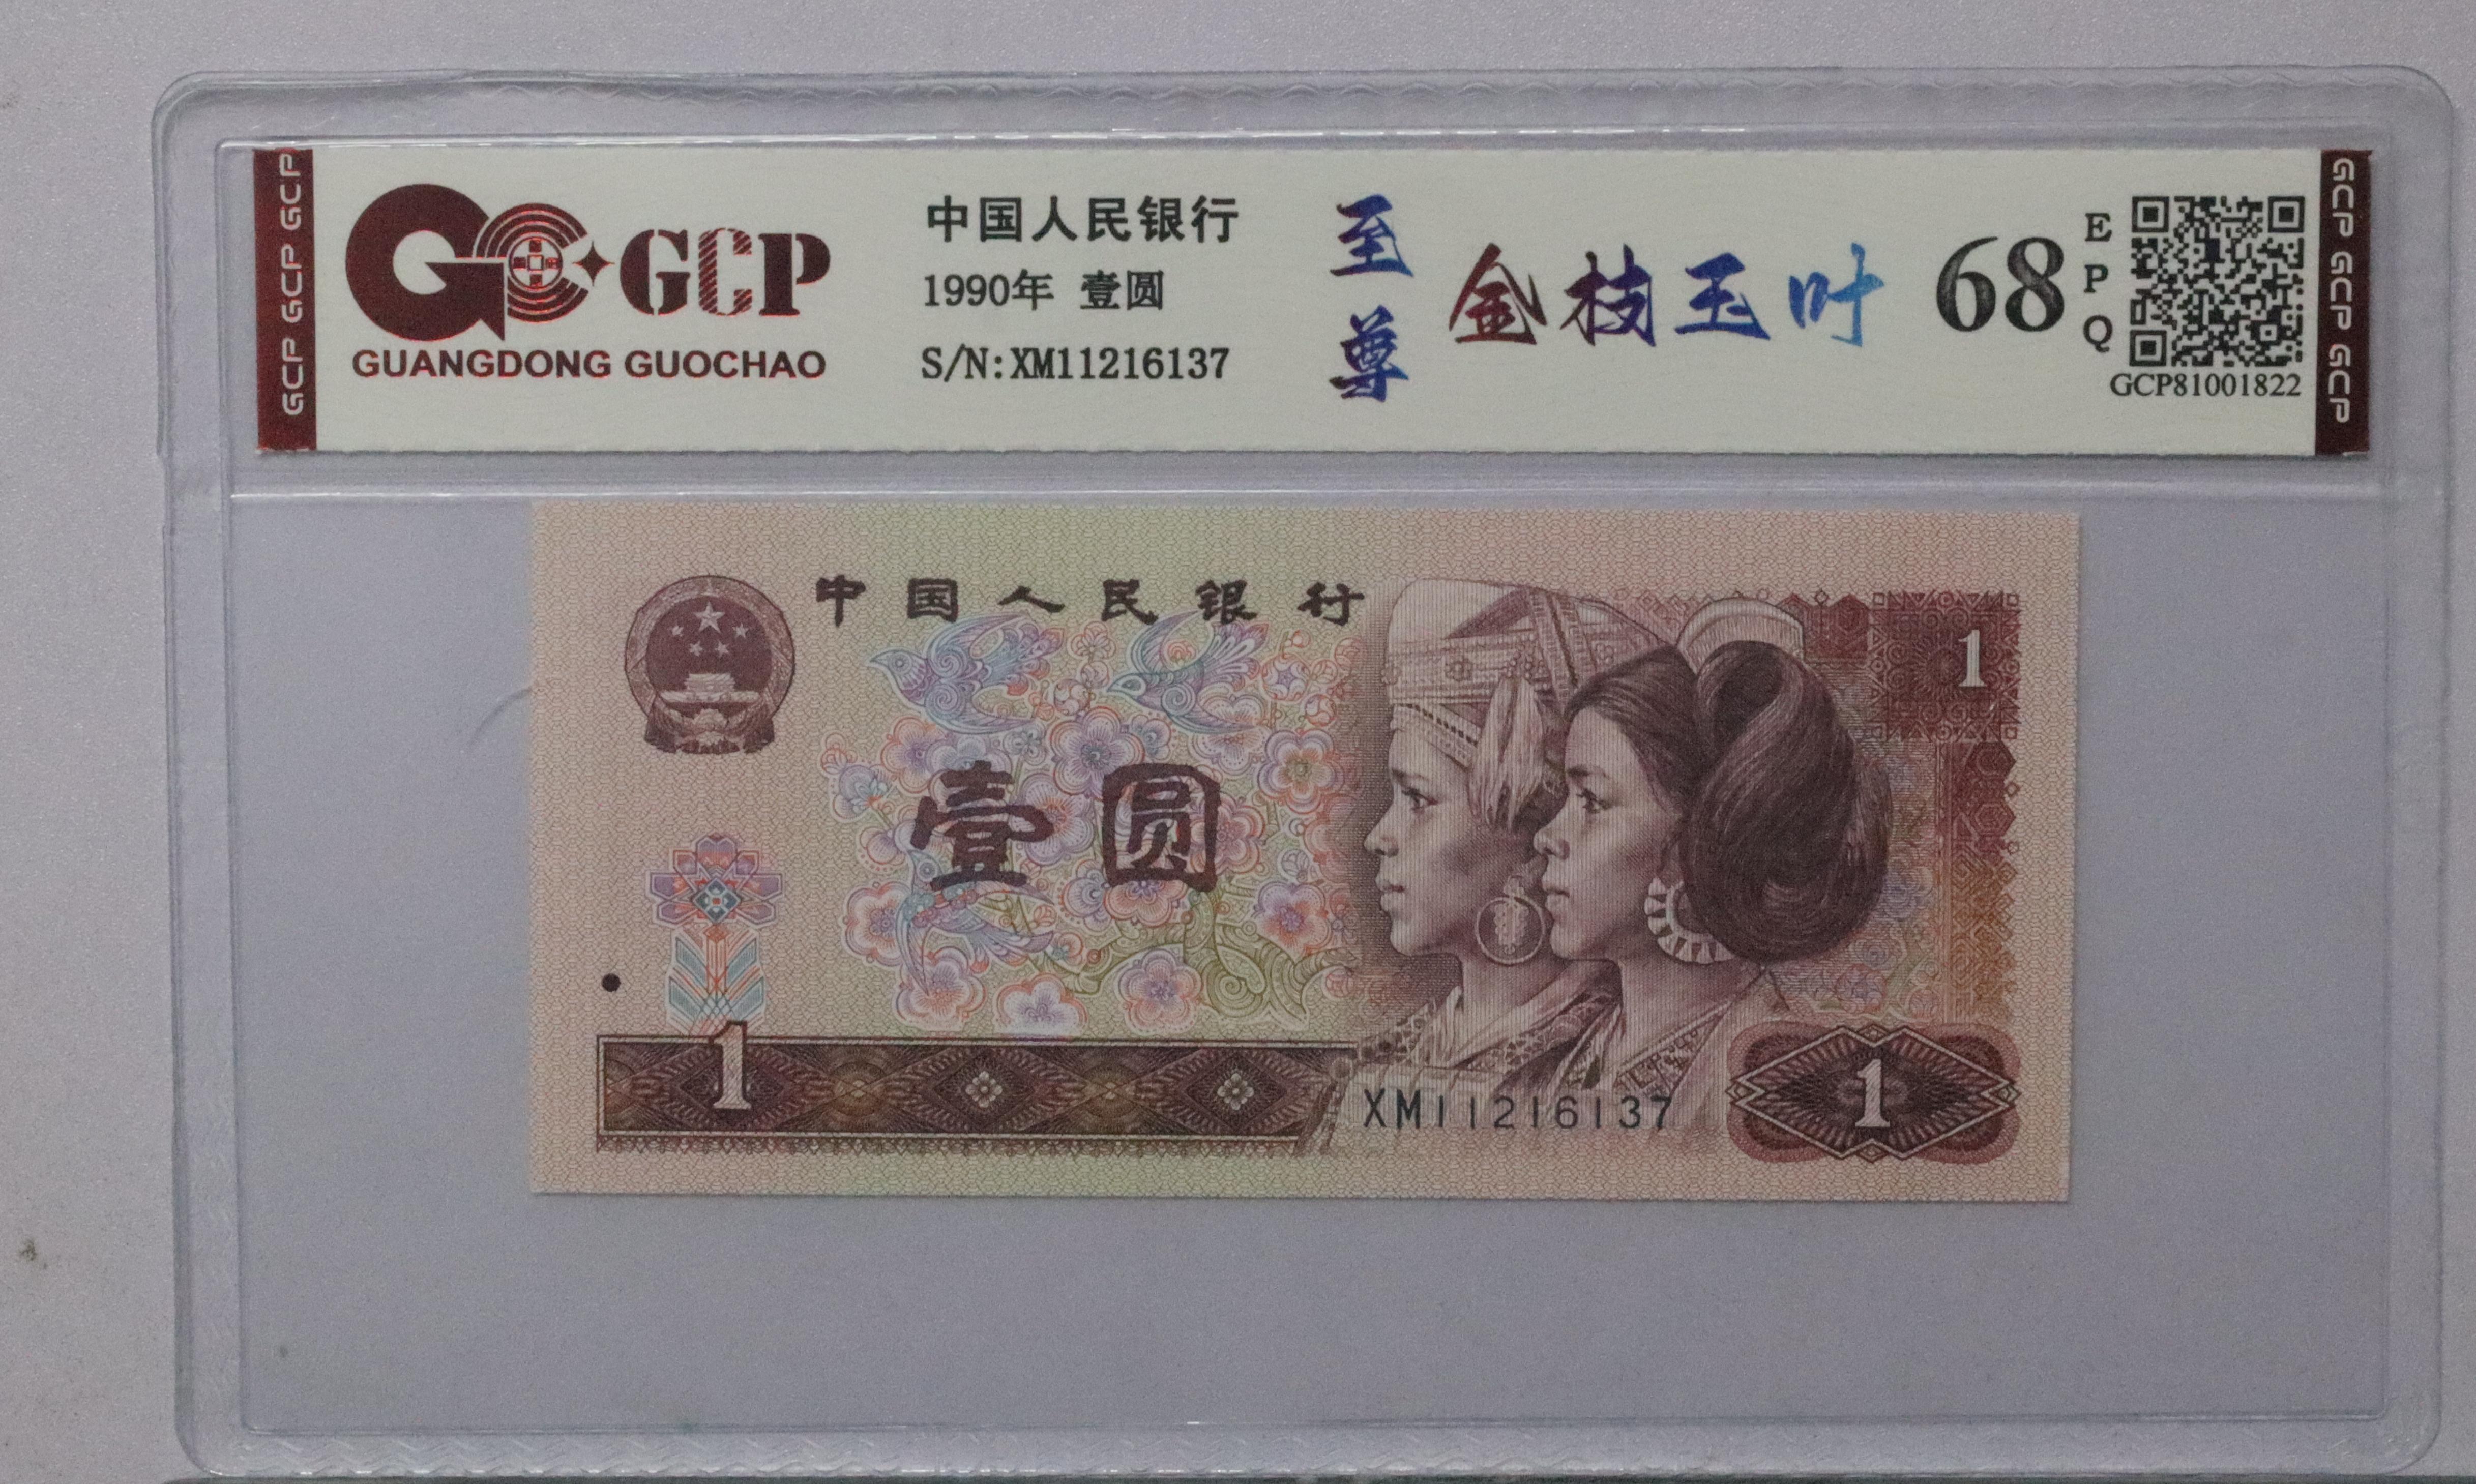 GCP GCP GCP
GCP
GUANGDONG GUOCHAO
中国人民银行
1990年 壹圆
S/N:XM11216137
至尊
金枝玉叶
68
EPQ
GCP81001822
GCP GCP GCP
中国人民银行
1
壹圆
1
XM11216137
1